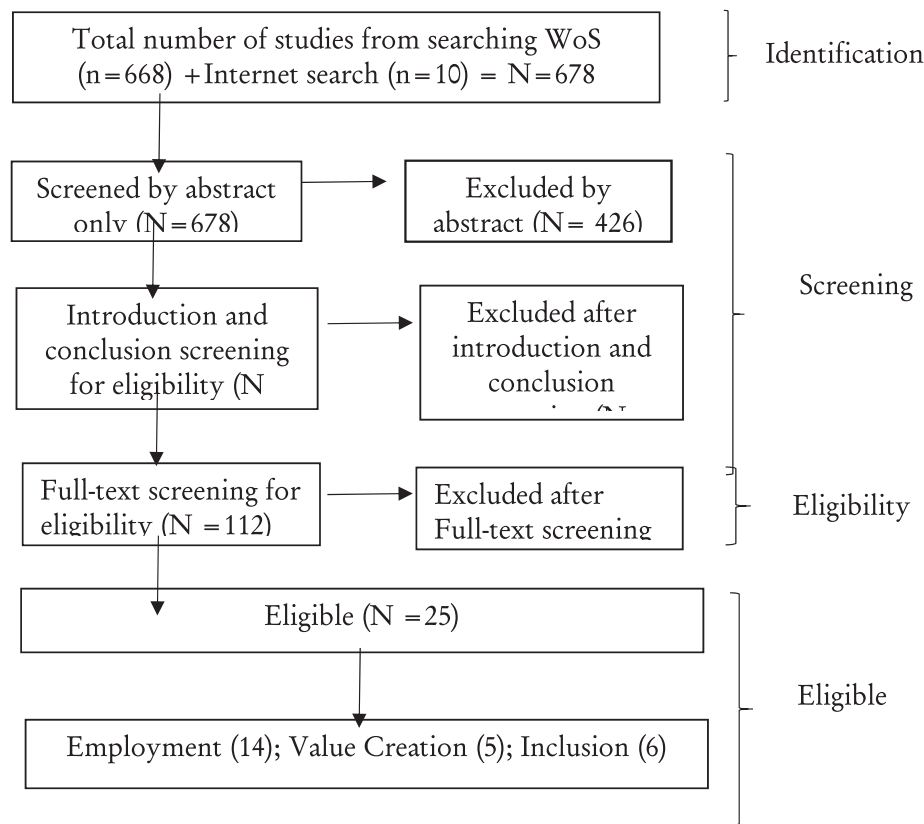 Total number of studies from searching WoS
(n=668) +Internet search (n=10) = N=678
Identification
Screened by abstract
only (N=678)
Excluded by
abstract (N= 426)
Screening
Introduction and
conclusion screening
for eligibility (N
Excluded after
introduction and
conclusion
(N
Full-text screening for
eligibility (N =112)
Excluded after
Full-text screening
Eligibility
Eligible (N =25)
Eligible
Employment (14); Value Creation (5); Inclusion (6)